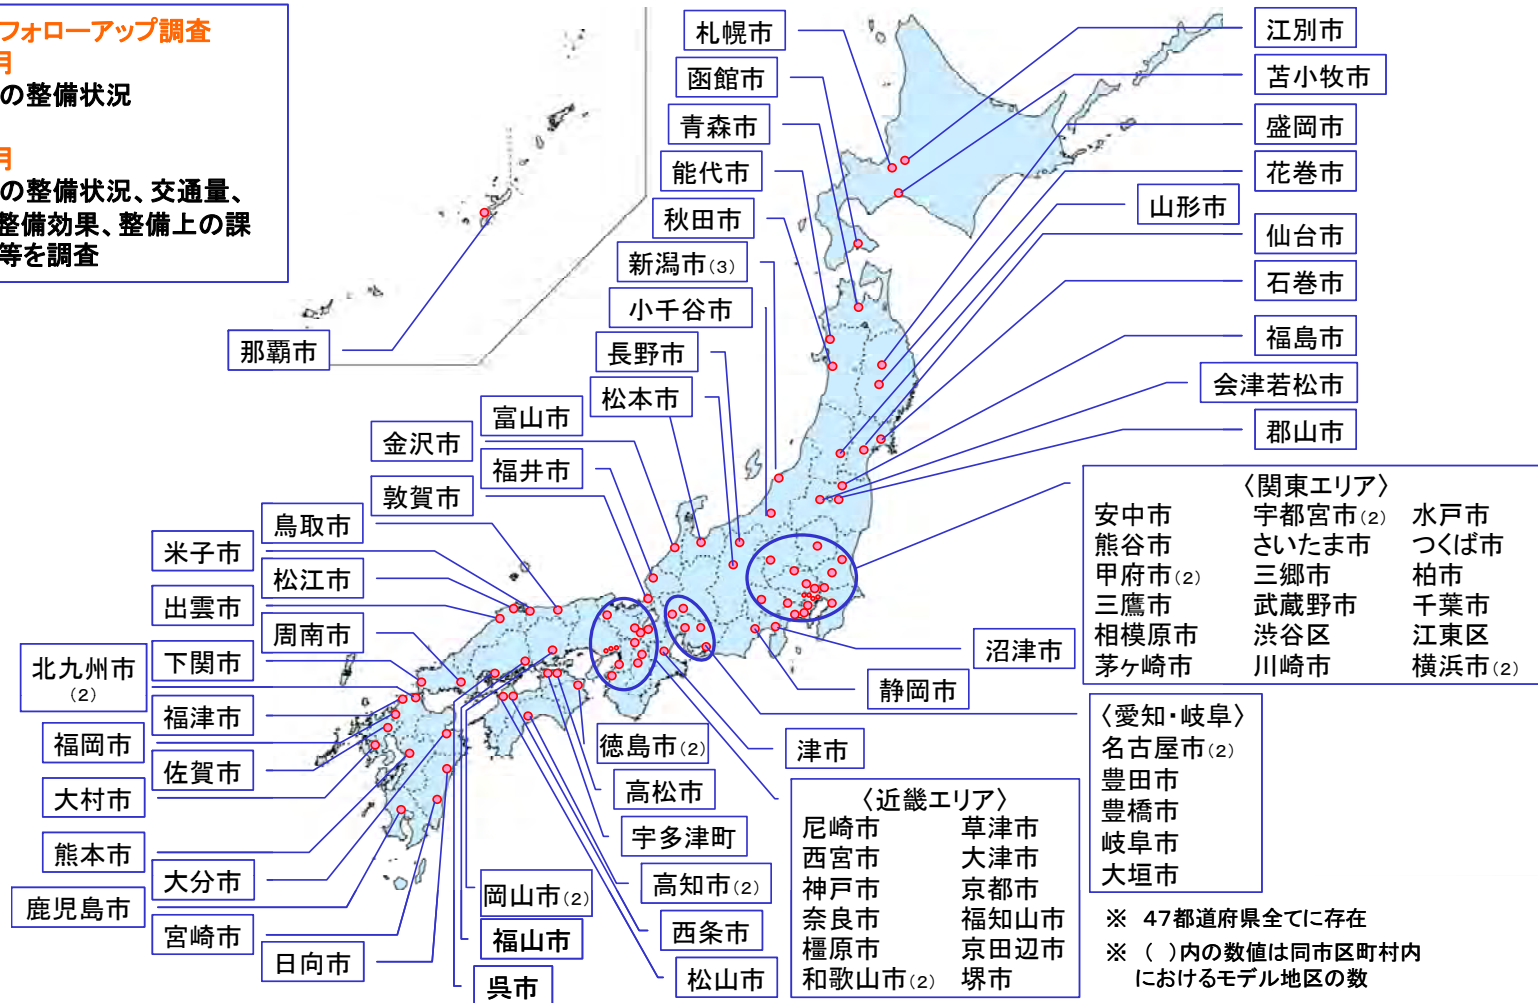 フォローアップ調査
月
の整備状況
月
の整備状況、交通量、
整備効果、整備上の課
等を調査
札幌市
函館市
青森市
能代市
秋田市
新潟市(3)
小千谷市
長野市
松本市
富山市
金沢市
福井市
敦賀市
鳥取市
米子市
松江市
出雲市
周南市
下関市
北九州市
(2)
福津市
福岡市
佐賀市
大村市
熊本市
大分市
鹿児島市
宮崎市
日向市
那覇市
江別市
苫小牧市
盛岡市
花巻市
山形市
仙台市
石巻市
福島市
会津若松市
郡山市
〈関東エリア〉
安中市 宇都宮市(2) 水戸市
熊谷市 さいたま市 つくば市
甲府市(2) 三郷市 柏市
三鷹市 武蔵野市 千葉市
相模原市 渋谷区 江東区
茅ヶ崎市 川崎市 横浜市(2)
沼津市
静岡市
〈愛知・岐阜〉
名古屋市(2)
豊田市
豊橋市
岐阜市
大垣市
津市
〈近畿エリア〉
尼崎市 草津市
西宮市 大津市
神戸市 京都市
奈良市 福知山市
橿原市 京田辺市
和歌山市(2) 堺市
徳島市(2)
高松市
宇多津町
高知市(2)
西条市
松山市
岡山市(2)
福山市
呉市
※ 47都道府県全てに存在
※ ( )内の数値は同市区町村内
におけるモデル地区の数